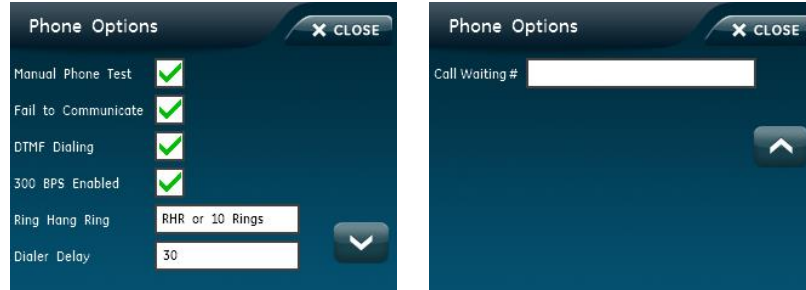 Phone Options
X CLOSE
Manual Phone Test
Fail to Communicate
DTMF Dialing
300 BPS Enabled
Ring Hang Ring RHR or 10 Rings
Dialer Delay 30
Phone Options
X CLOSE
Call Waiting #